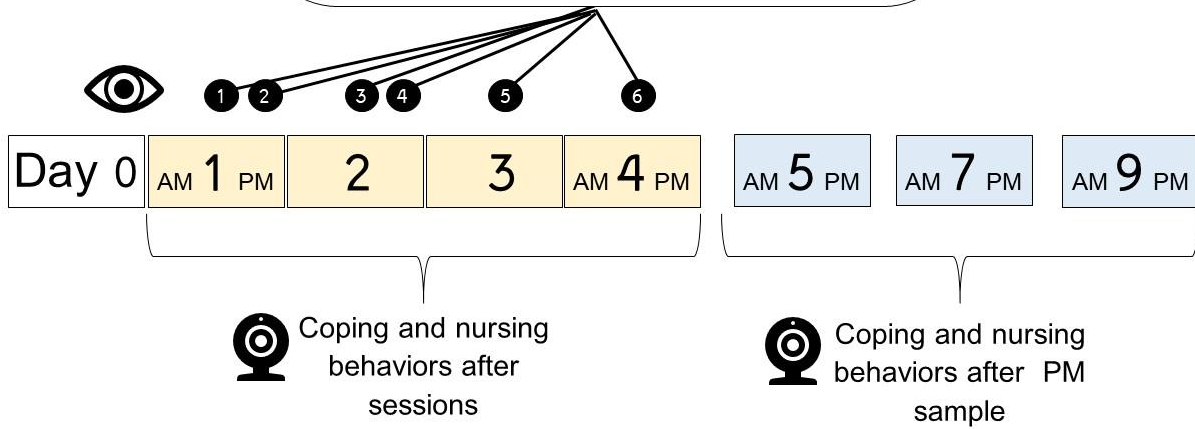 1 2 3 4 5 6
Day 0 AM 1 PM 2 3 AM 4 PM AM 5 PM AM 7 PM AM 9 PM
Coping and nursing
behaviors after
sessions
Coping and nursing
behaviors after PM
sample